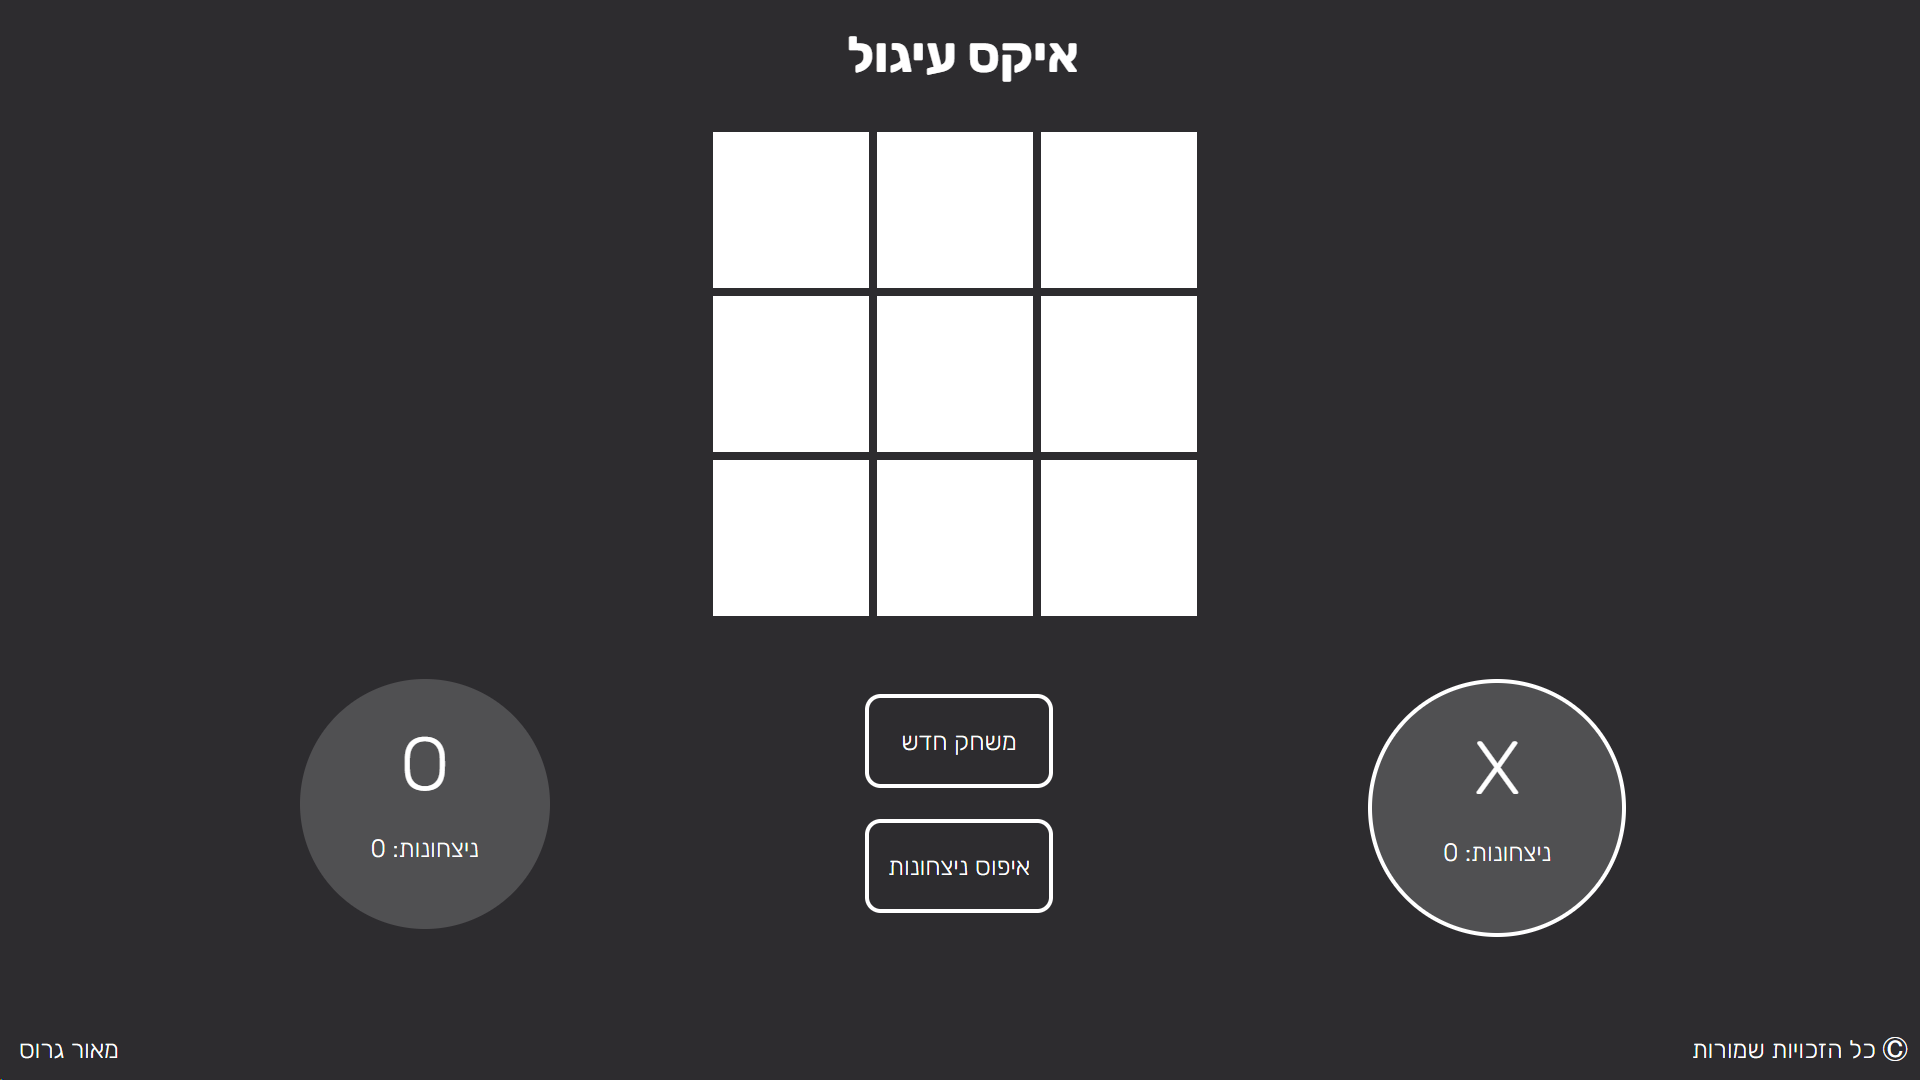 איקס עיגול
X
ניצחונות: 0
משחק חדש
איפוס ניצחונות
O
ניצחונות: 0
© כל הזכויות שמורות
מאור גרוס